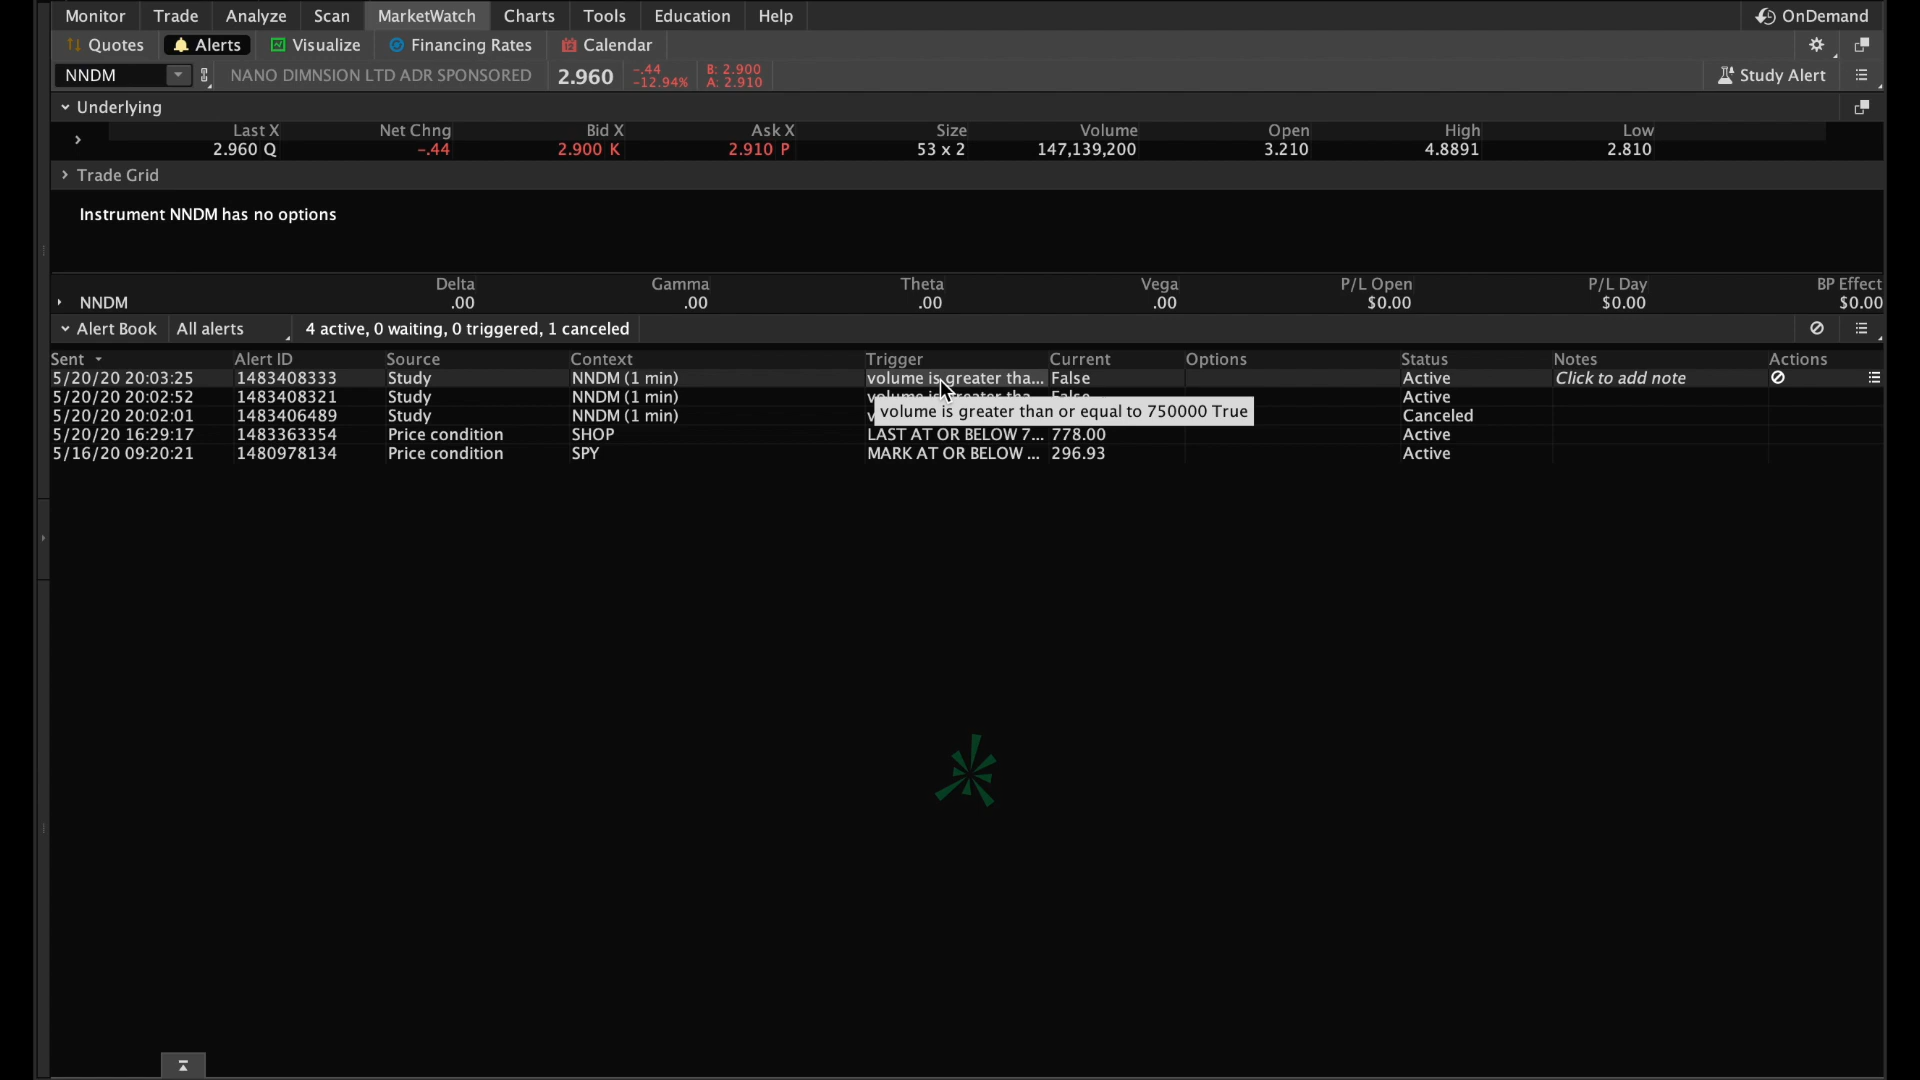 Monitor Trade Analyze Scan MarketWatch Charts Tools Education Help OnDemand
Quotes Alerts Visualize Financing Rates Calendar
NNDM NANO DIMNSION LTD ADR SPONSORED 2.960 -.44 -12.94% B: 2.900 A: 2.910 Study Alert
Underlying
Last X Net Chng Bid X Ask X Size Volume Open High Low
2.960 Q -.44 2.900 K 2.910 P 53 x 2 147,139,200 3.210 4.8891 2.810
Trade Grid
Instrument NNDM has no options
Delta Gamma Theta Vega P/L Open P/L Day BP Effect
NNDM .00 .00 .00 .00 $0.00 $0.00 $0.00
Alert Book All alerts 4 active, 0 waiting, 0 triggered, 1 canceled
Sent Alert ID Source Context Trigger Current Options Status Notes Actions
5/20/20 20:03:25 1483408333 Study NNDM (1 min) volume is greater tha... False Active Click to add note
5/20/20 20:02:52 1483408321 Study NNDM (1 min) Active
volume is greater than or equal to 750000 True
5/20/20 20:02:01 1483406489 Study NNDM (1 min) Canceled
5/20/20 16:29:17 1483363354 Price condition SHOP LAST AT OR BELOW 7... 778.00 Active
5/16/20 09:20:21 1480978134 Price condition SPY MARK AT OR BELOW ... 296.93 Active